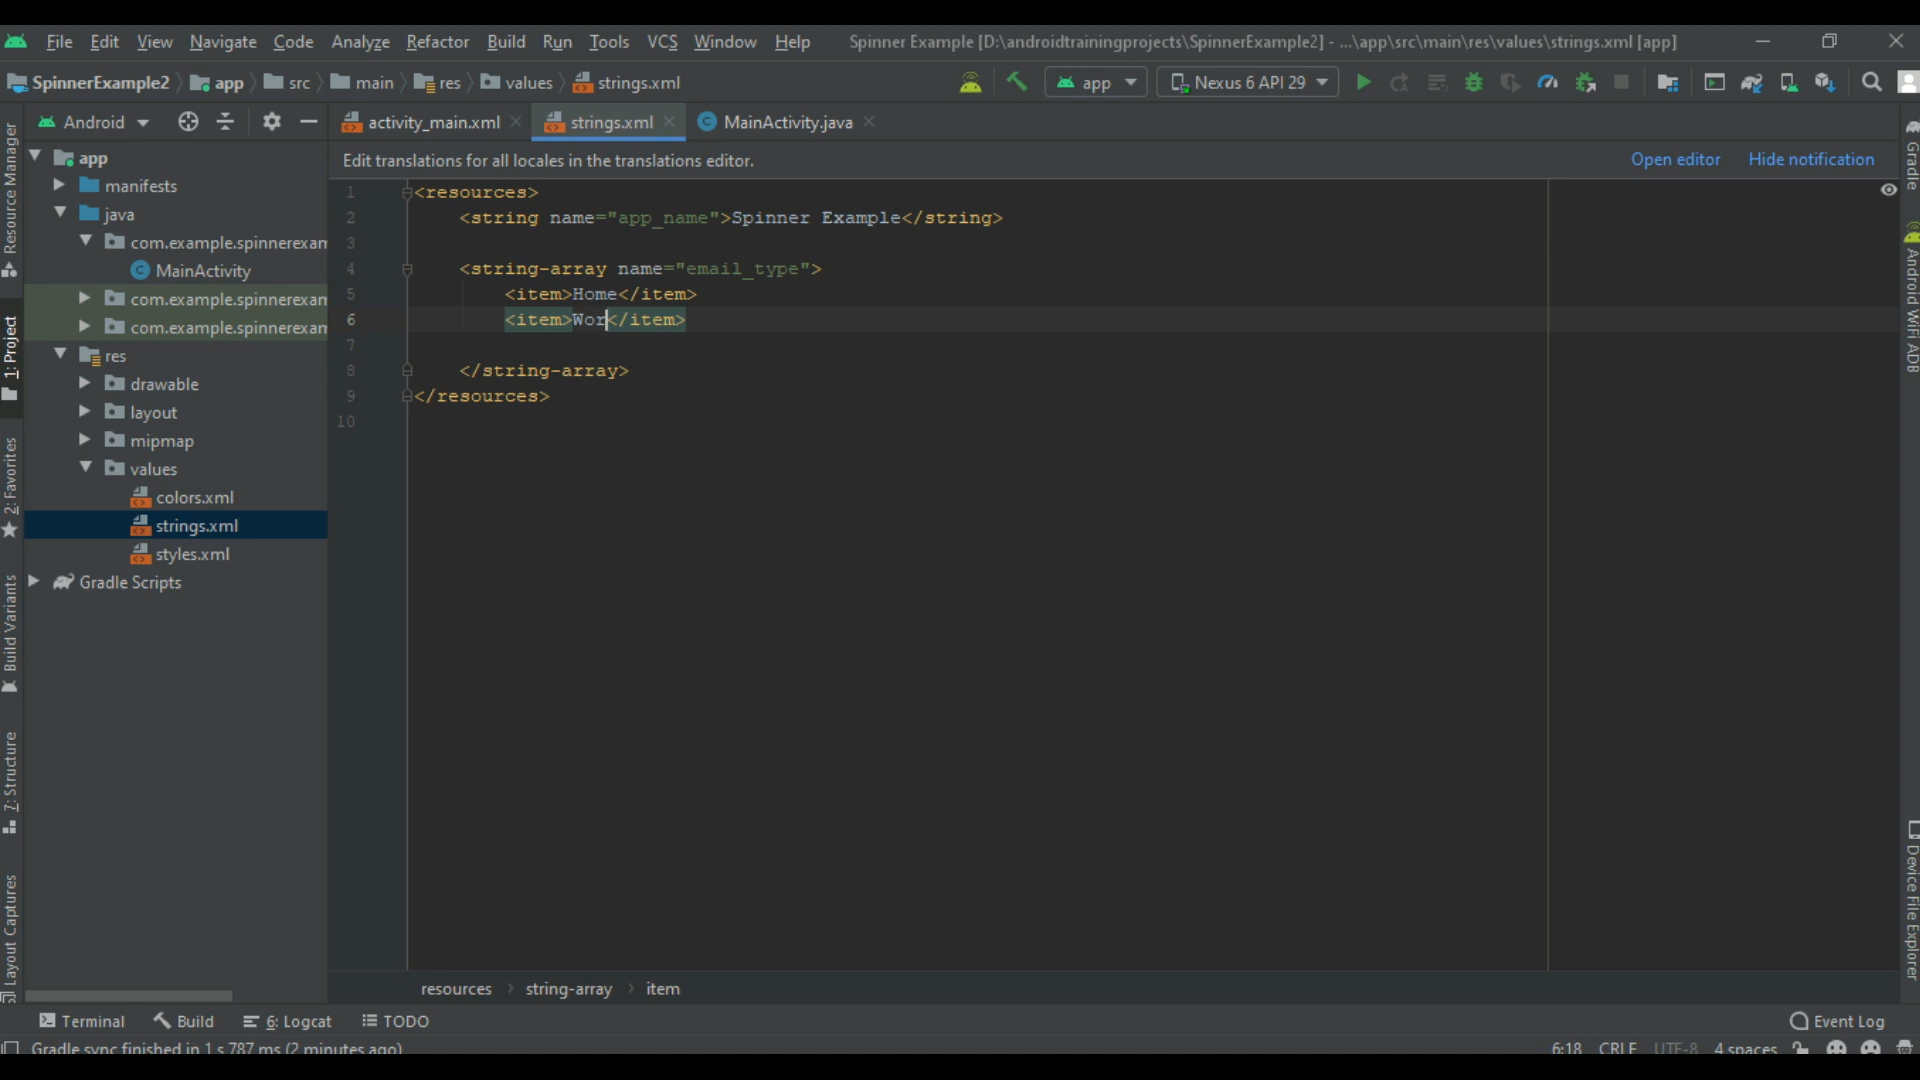 File Edit View Navigate Code Analyze Refactor Build Run Tools VCS Window Help Spinner Example [D:\androidtrainingprojects\SpinnerExample2] - ...\app\src\main\res\values\strings.xml [app]
SpinnerExample2 app src main res values strings.xml app Nexus 6 API 29
Android activity_main.xml strings.xml MainActivity.java
Edit translations for all locales in the translations editor. Open editor Hide notification
app
manifests
java
com.example.spinnerexam
MainActivity
com.example.spinnerexam
com.example.spinnerexam
res
drawable
layout
mipmap
values
colors.xml
strings.xml
styles.xml
Gradle Scripts
1 <resources>
2 <string name="app_name">Spinner Example</string>
3
4 <string-array name="email_type">
5 <item>Home</item>
6 <item>Wor</item>
7
8 </string-array>
9 </resources>
10
Resource Manager
1: Project
2: Favorites
Build Variants
7: Structure
Layout Captures
Gradle
Android WiFi ADB
Device File Explorer
resources string-array item
Terminal Build 6: Logcat TODO Event Log
Gradle sync finished in 1 s 787 ms (2 minutes ago) 6:18 CRLF UTF-8 4 spaces